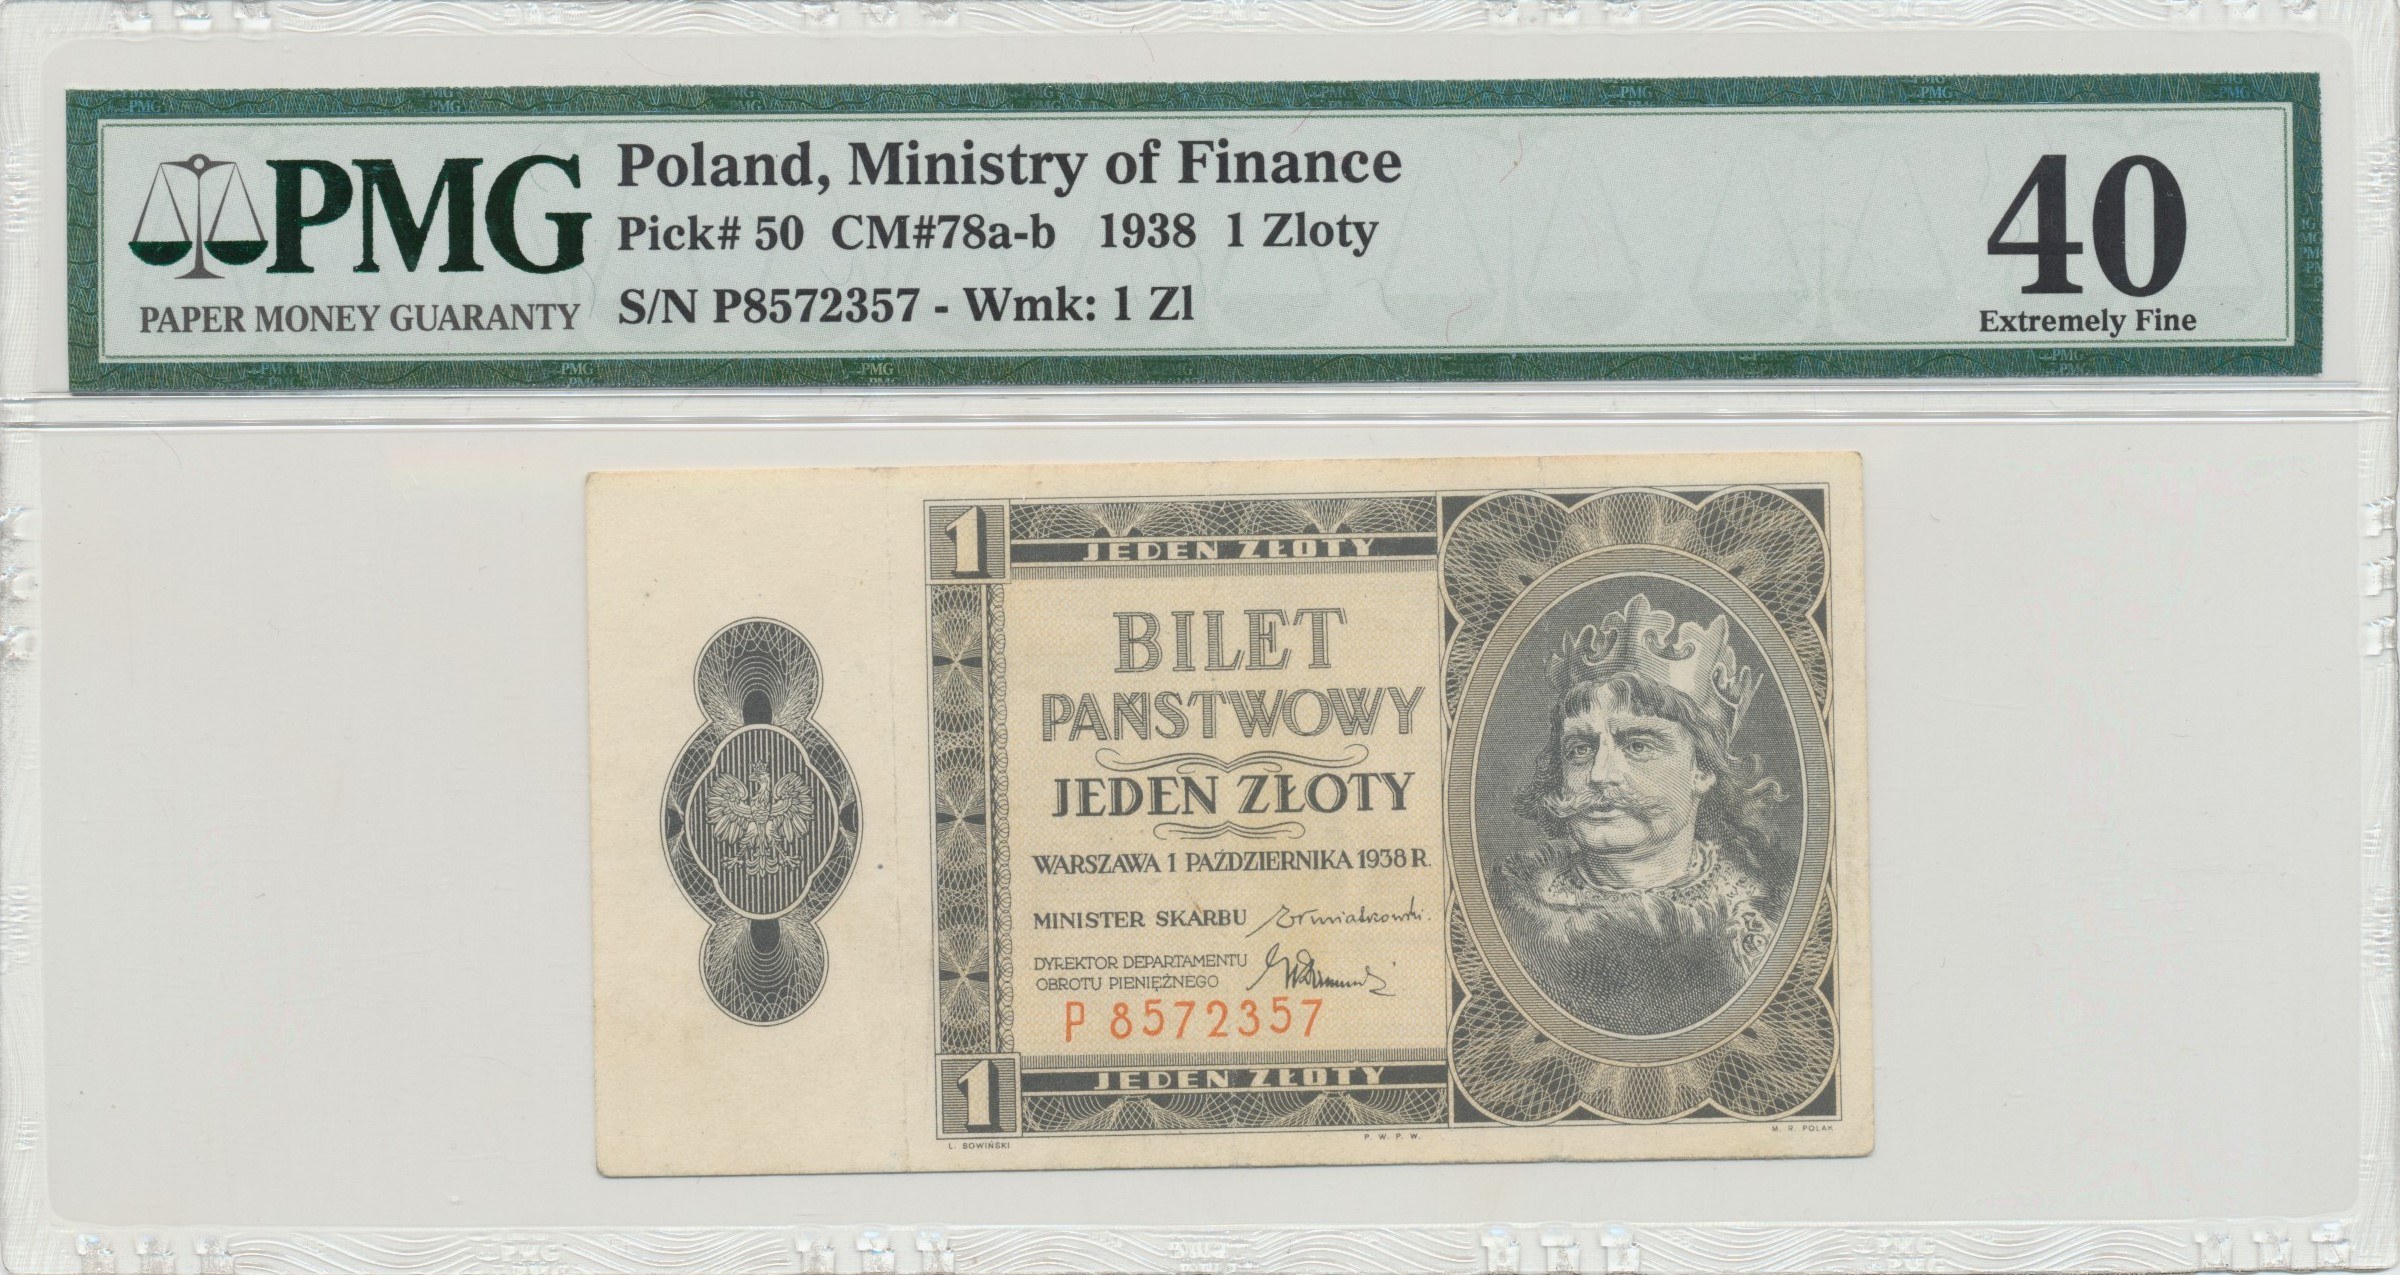 PMG
PAPER MONEY GUARANTY
Poland, Ministry of Finance
Pick# 50 CM#78a-b 1938 1 Zloty
S/N P8572357 - Wmk: 1 Zl
40
Extremely Fine
1
JEDEN ZŁOTY
BILET
PAŃSTWOWY
JEDEN ZŁOTY
WARSZAWA 1 PAŹDZIERNIKA 1938 R.
MINISTER SKARBU
DYREKTOR DEPARTAMENTU
OBROTU PIENIĘŻNEGO
P 8572357
1
JEDEN ZŁOTY
L. SOWIŃSKI
P. W. P. W.
M. R. POLAK